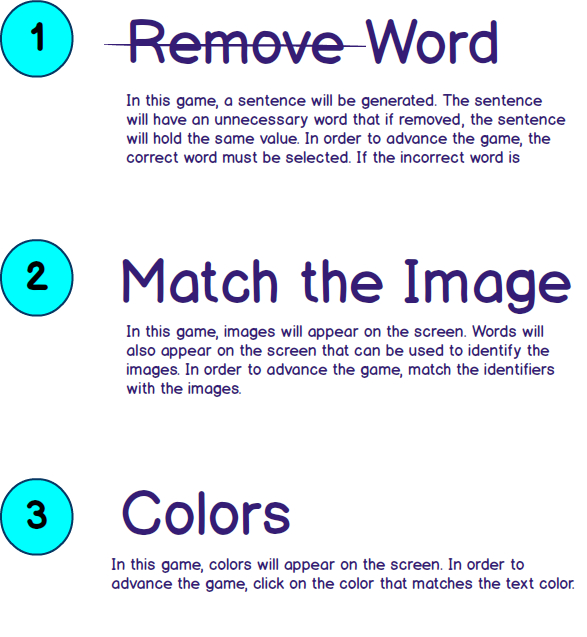 1
Remove Word
In this game, a sentence will be generated. The sentence
will have an unnecessary word that if removed, the sentence
will hold the same value. In order to advance the game, the
correct word must be selected. If the incorrect word is
2
Match the Image
In this game, images will appear on the screen. Words will
also appear on the screen that can be used to identify the
images. In order to advance the game, match the identifiers
with the images.
3
Colors
In this game, colors will appear on the screen. In order to
advance the game, click on the color that matches the text color.